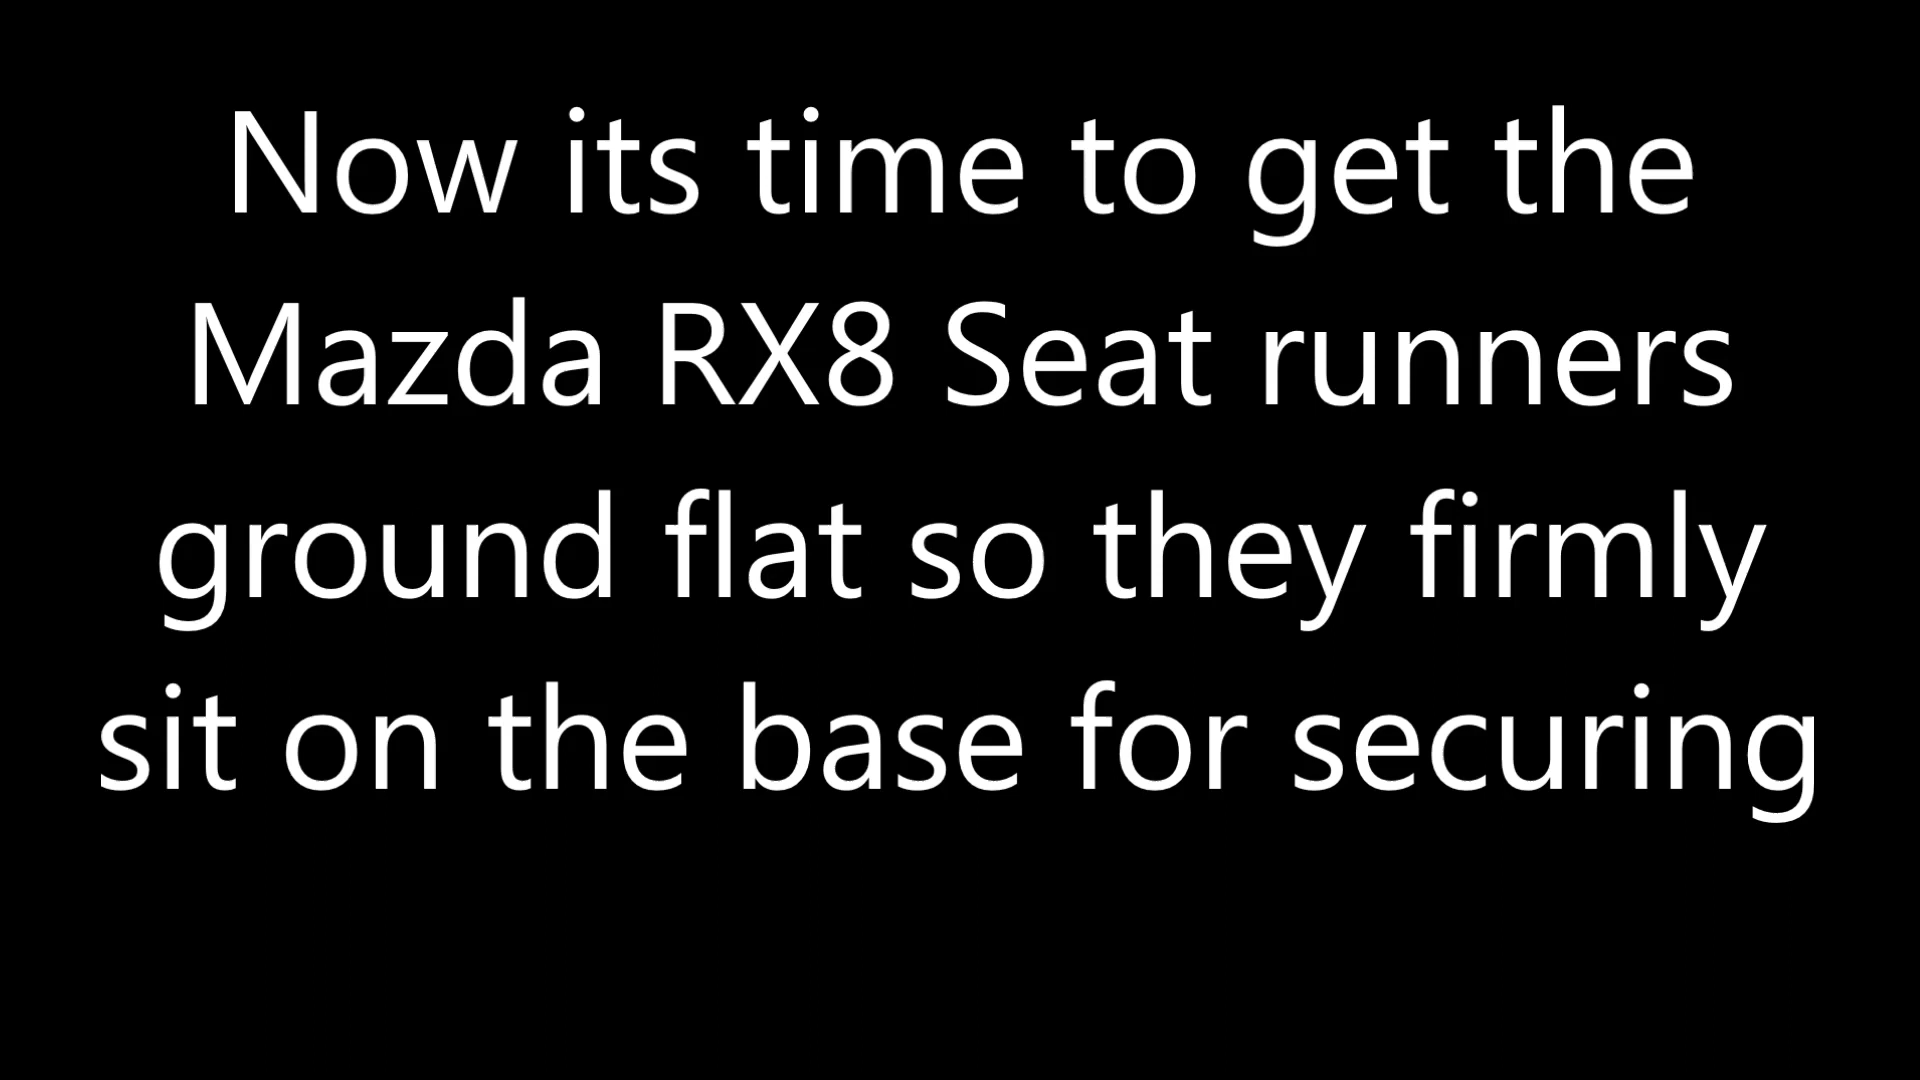 Now its time to get the
Mazda RX8 Seat runners
ground flat so they firmly
sit on the base for securing